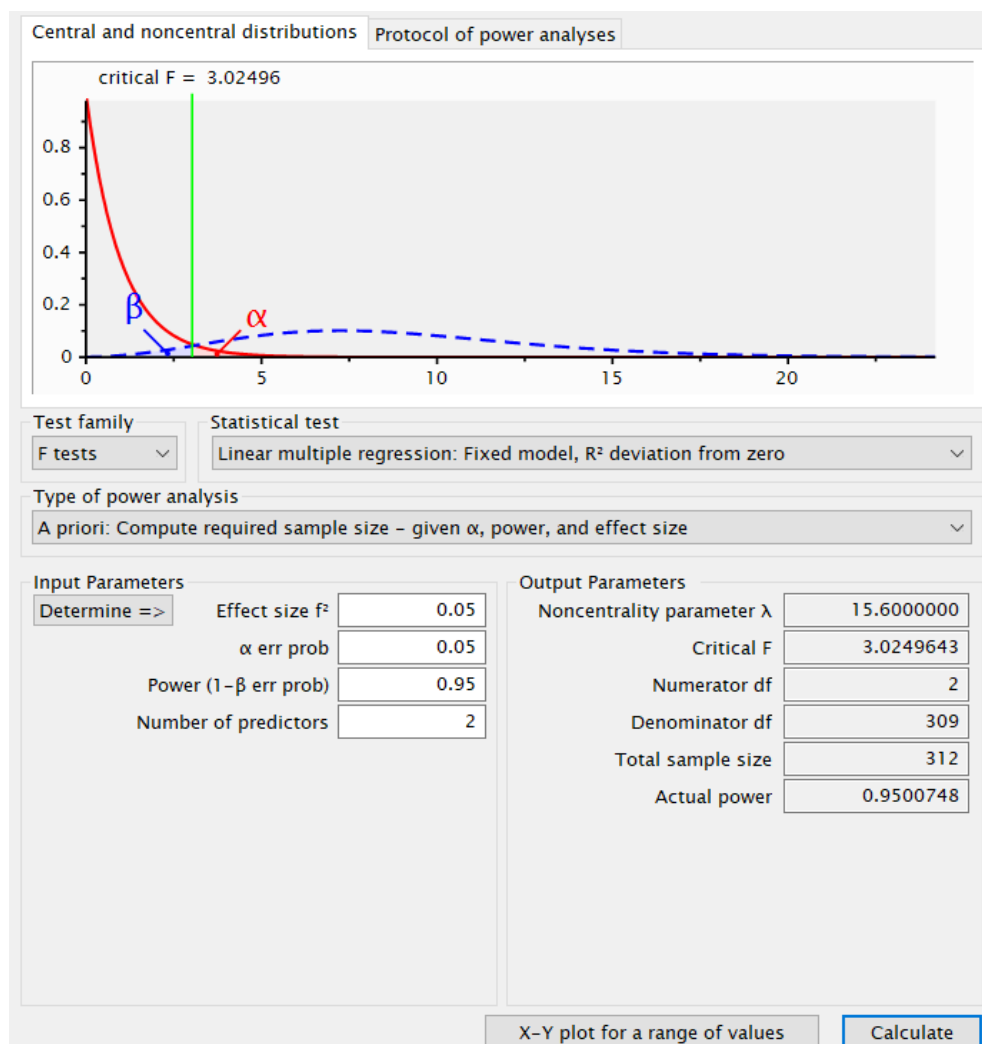 Central and noncentral distributions Protocol of power analyses
critical F = 3.02496
0.8
0.6
0.4
0.2
β
α
0
0 5 10 15 20
Test family Statistical test
F tests Linear multiple regression: Fixed model, R² deviation from zero
Type of power analysis
A priori: Compute required sample size – given α, power, and effect size
Input Parameters Output Parameters
Determine => Effect size f² 0.05 Noncentrality parameter λ 15.6000000
α err prob 0.05 Critical F 3.0249643
Power (1-β err prob) 0.95 Numerator df 2
Number of predictors 2 Denominator df 309
Total sample size 312
Actual power 0.9500748
X-Y plot for a range of values Calculate